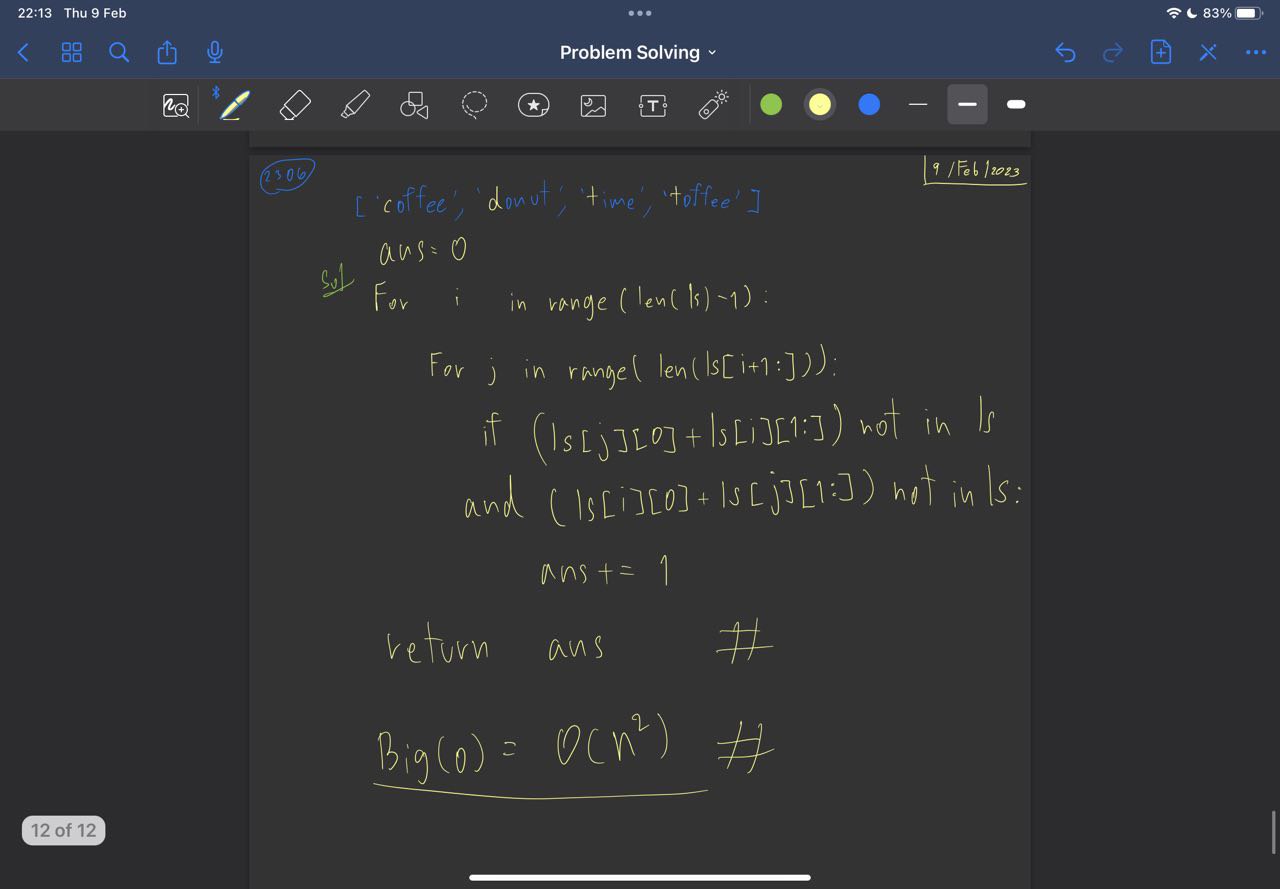 22:13 Thu 9 Feb
83%
Problem Solving
2306
9/Feb/2023
['coffee', 'donut', 'time', 'toffee']
ans = 0
Sol
For i in range (len(ls)-1):
For j in range( len(ls[i+1:])):
if (ls[j][0] + ls[i][1:]) not in ls
and (ls[i][0] + ls[j][1:]) not in ls:
ans += 1
return ans #
Big(O) = O(n²) #
12 of 12